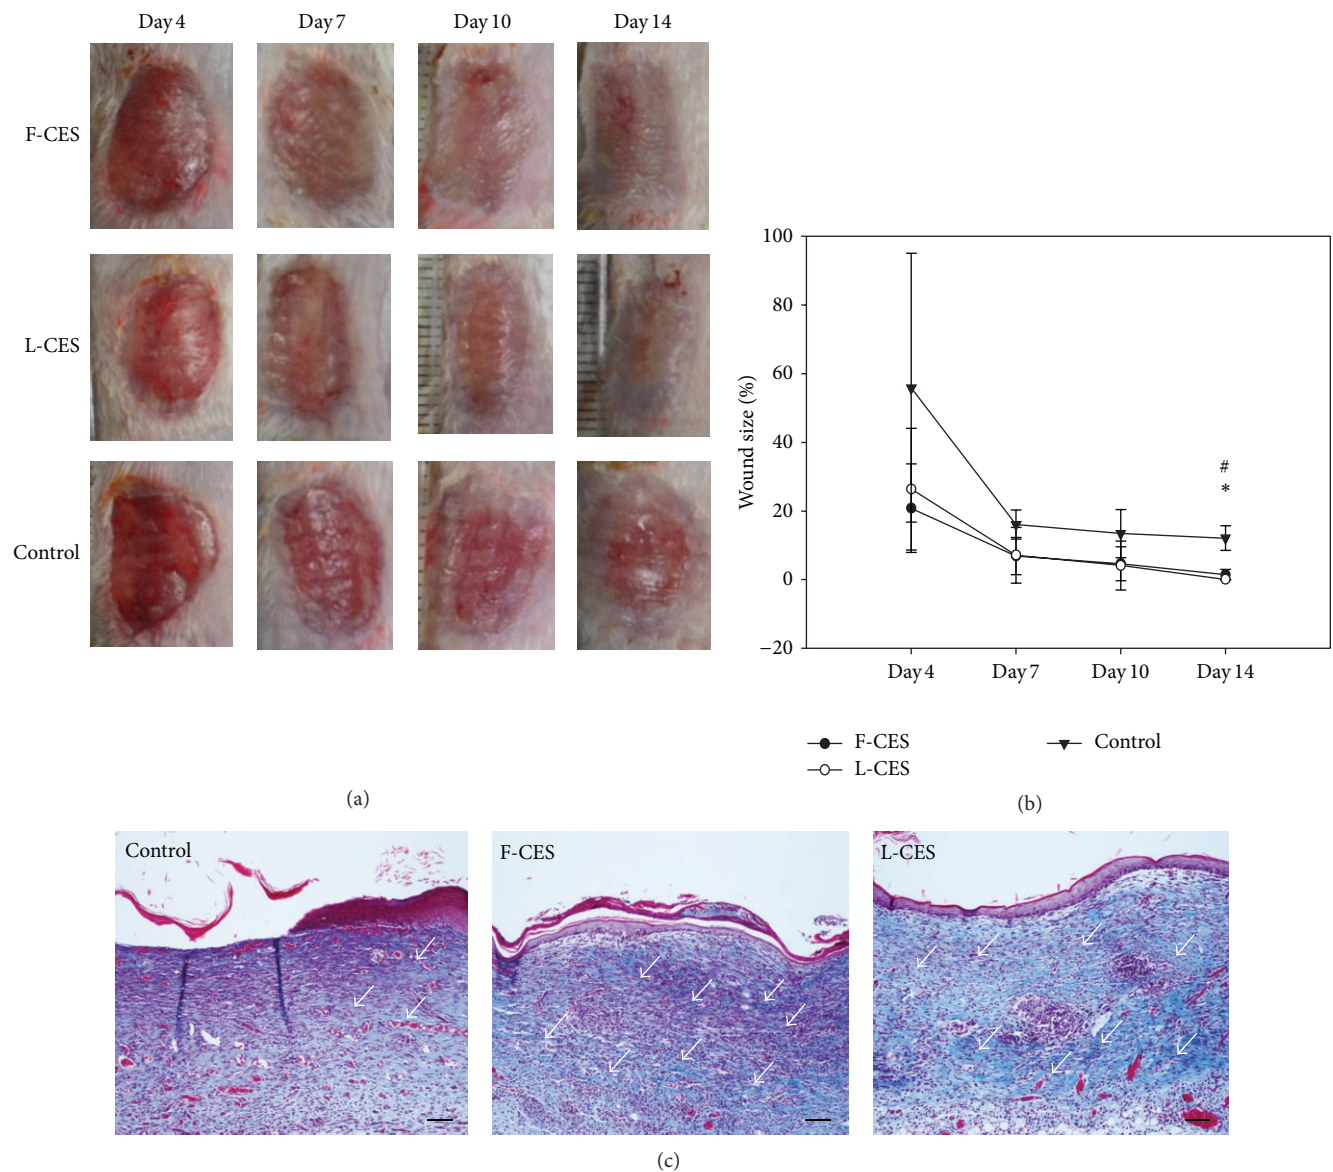 Day 4 Day 7 Day 10 Day 14
F-CES
L-CES
Control
(a)
Wound size (%)
100
80
60
40
20
0
−20
#
*
Day 4 Day 7 Day 10 Day 14
F-CES
L-CES
Control
(b)
Control
F-CES
L-CES
(c)